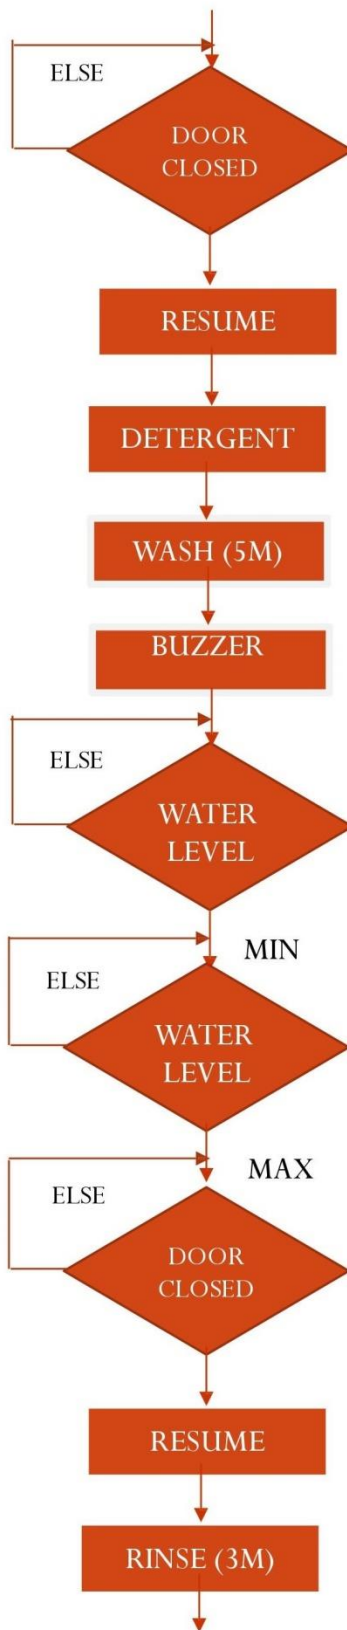 ELSE
DOOR
CLOSED
RESUME
DETERGENT
WASH (5M)
BUZZER
ELSE
WATER
LEVEL
MIN
ELSE
WATER
LEVEL
MAX
ELSE
DOOR
CLOSED
RESUME
RINSE (3M)